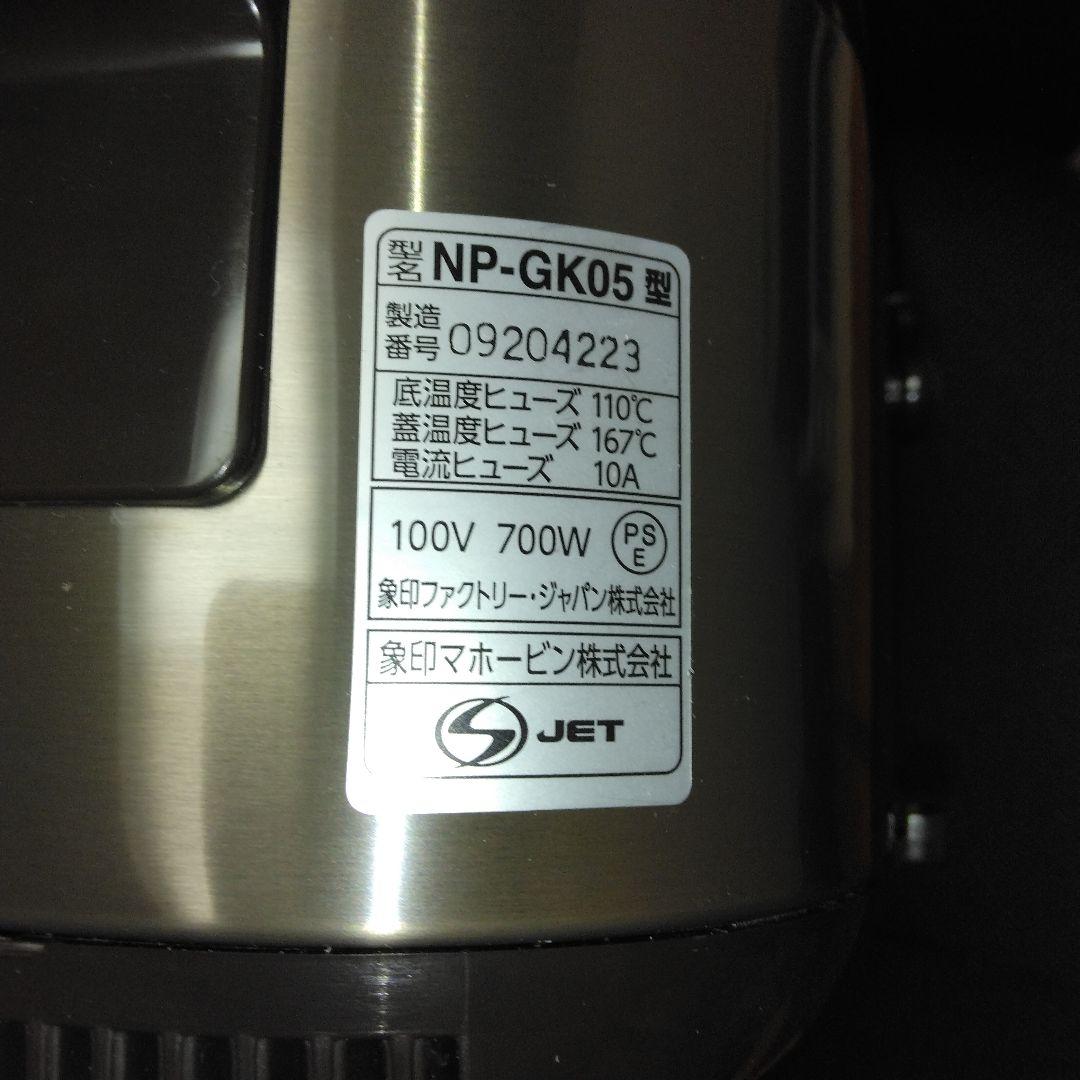 型名 NP-GK05 型
製造番号 09204223
底温度ヒューズ 110℃
蓋温度ヒューズ 167℃
電流ヒューズ 10A
100V 700W PSE
象印ファクトリー・ジャパン株式会社
象印マホービン株式会社
S JET